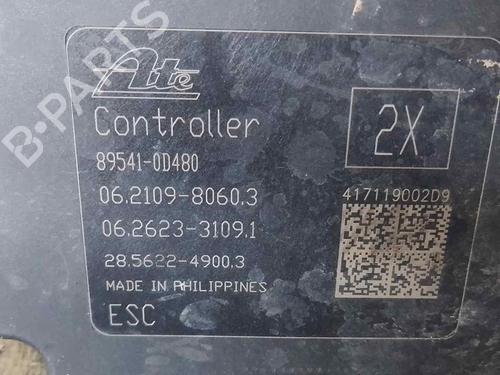 Ate
Controller
2X
89541-0D480
06.2109-8060.3
417119002D9
06.2623-3109.1
28.5622-4900.3
MADE IN PHILIPPINES
ESC
B-PARTS